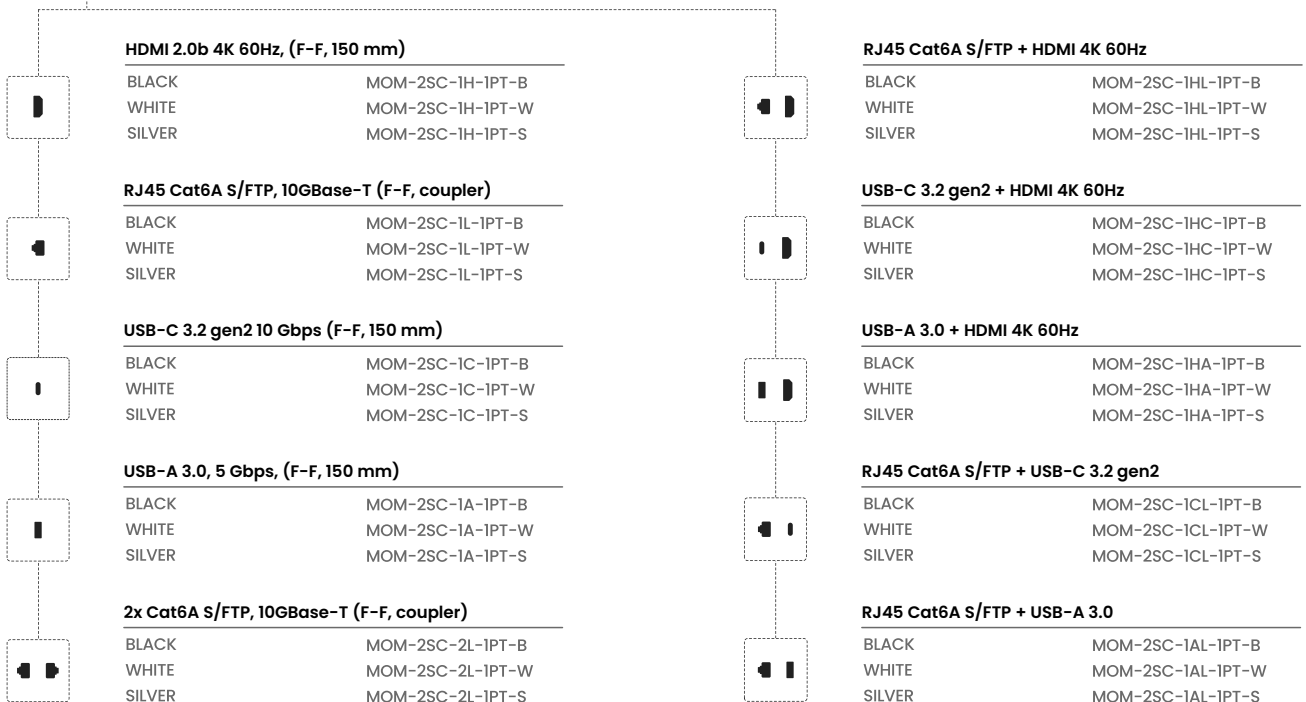 HDMI 2.0b 4K 60Hz, (F-F, 150 mm)
BLACK MOM-2SC-1H-1PT-B
WHITE MOM-2SC-1H-1PT-W
SILVER MOM-2SC-1H-1PT-S
RJ45 Cat6A S/FTP, 10GBase-T (F-F, coupler)
BLACK MOM-2SC-1L-1PT-B
WHITE MOM-2SC-1L-1PT-W
SILVER MOM-2SC-1L-1PT-S
USB-C 3.2 gen2 10 Gbps (F-F, 150 mm)
BLACK MOM-2SC-1C-1PT-B
WHITE MOM-2SC-1C-1PT-W
SILVER MOM-2SC-1C-1PT-S
USB-A 3.0, 5 Gbps, (F-F, 150 mm)
BLACK MOM-2SC-1A-1PT-B
WHITE MOM-2SC-1A-1PT-W
SILVER MOM-2SC-1A-1PT-S
2x Cat6A S/FTP, 10GBase-T (F-F, coupler)
BLACK MOM-2SC-2L-1PT-B
WHITE MOM-2SC-2L-1PT-W
SILVER MOM-2SC-2L-1PT-S
RJ45 Cat6A S/FTP + HDMI 4K 60Hz
BLACK MOM-2SC-1HL-1PT-B
WHITE MOM-2SC-1HL-1PT-W
SILVER MOM-2SC-1HL-1PT-S
USB-C 3.2 gen2 + HDMI 4K 60Hz
BLACK MOM-2SC-1HC-1PT-B
WHITE MOM-2SC-1HC-1PT-W
SILVER MOM-2SC-1HC-1PT-S
USB-A 3.0 + HDMI 4K 60Hz
BLACK MOM-2SC-1HA-1PT-B
WHITE MOM-2SC-1HA-1PT-W
SILVER MOM-2SC-1HA-1PT-S
RJ45 Cat6A S/FTP + USB-C 3.2 gen2
BLACK MOM-2SC-1CL-1PT-B
WHITE MOM-2SC-1CL-1PT-W
SILVER MOM-2SC-1CL-1PT-S
RJ45 Cat6A S/FTP + USB-A 3.0
BLACK MOM-2SC-1AL-1PT-B
WHITE MOM-2SC-1AL-1PT-W
SILVER MOM-2SC-1AL-1PT-S